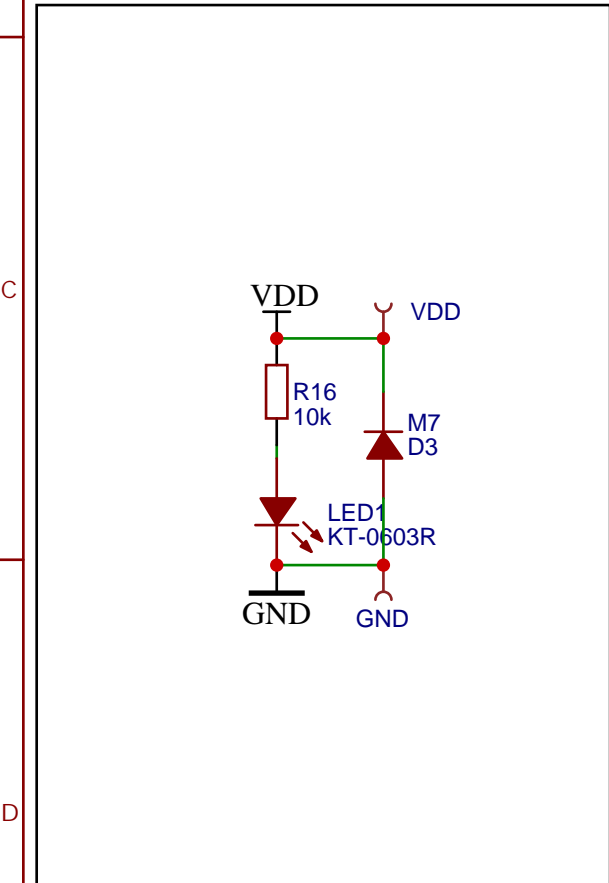 C
VDD
VDD
R16
10k
M7
D3
LED1
KT-0603R
GND
GND
D